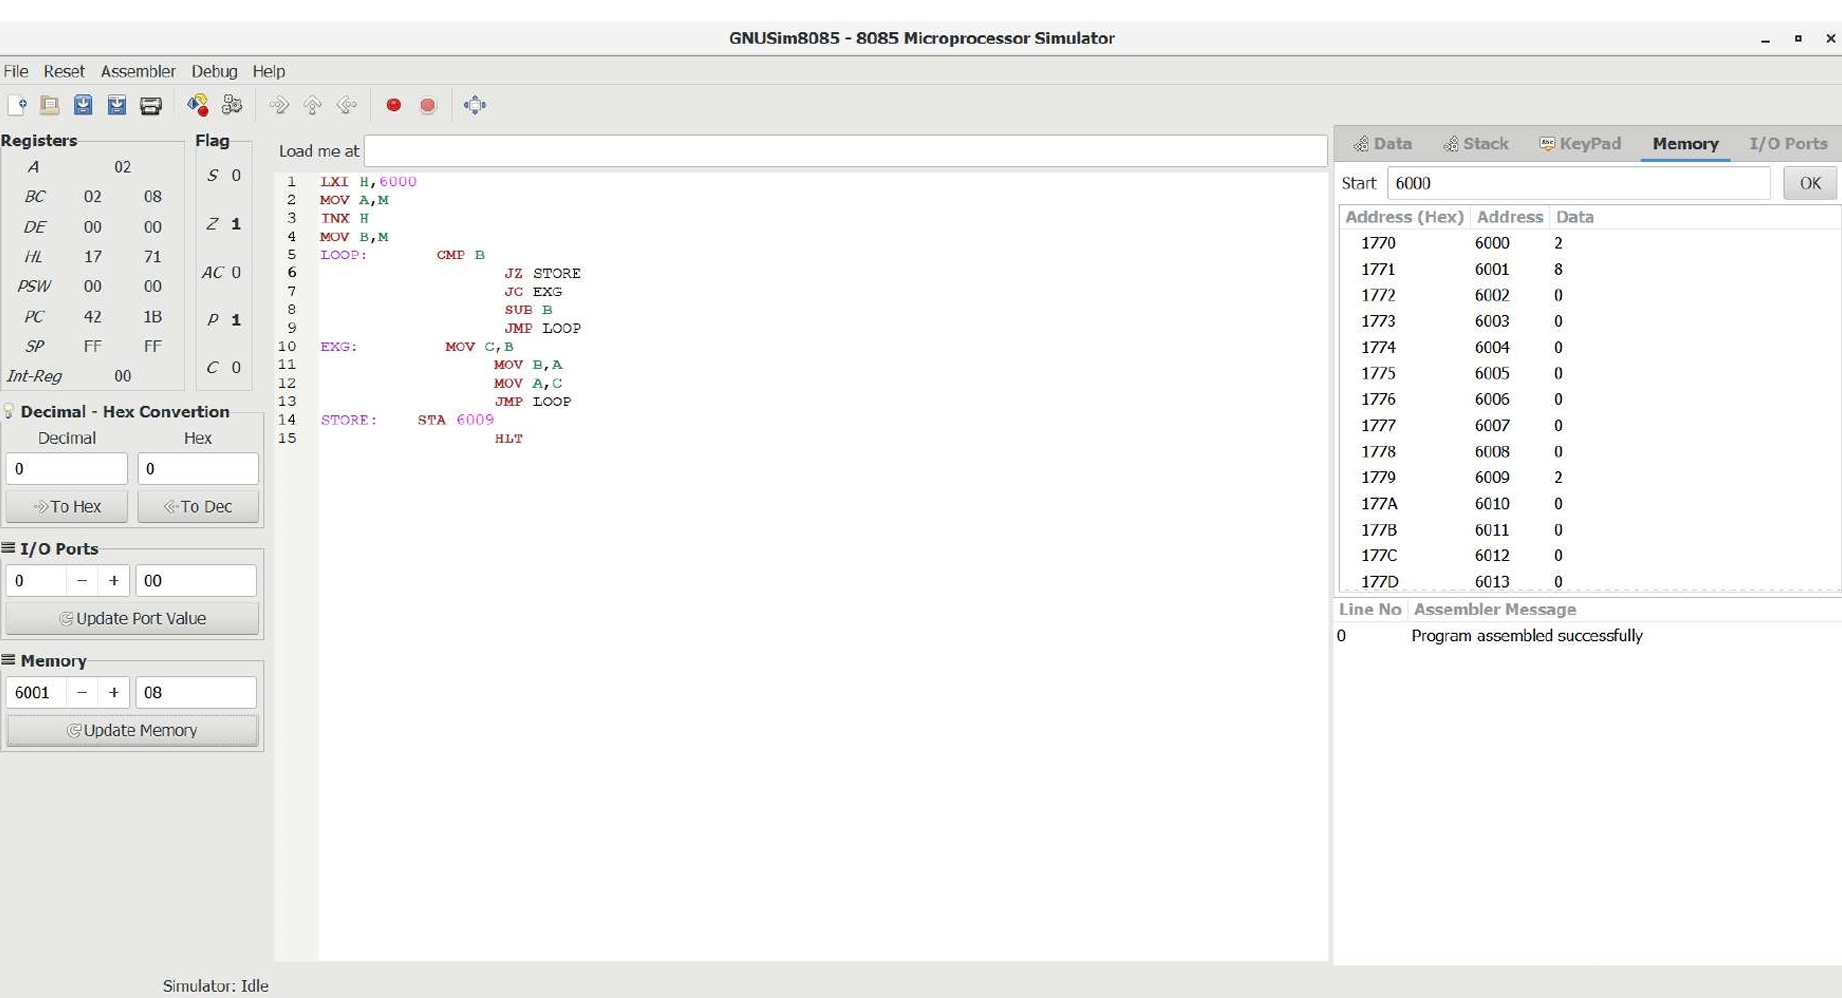 GNUSim8085 - 8085 Microprocessor Simulator
File Reset Assembler Debug Help
Registers
A 02
BC 02 08
DE 00 00
HL 17 71
PSW 00 00
PC 42 1B
SP FF FF
Int-Reg 00
Flag
S 0
Z 1
AC 0
P 1
C 0
Decimal - Hex Convertion
Decimal Hex
0 0
To Hex To Dec
I/O Ports
0 − + 00
Update Port Value
Memory
6001 − + 08
Update Memory
Load me at
1 LXI H,6000
2 MOV A,M
3 INX H
4 MOV B,M
5 LOOP: CMP B
6 JZ STORE
7 JC EXG
8 SUB B
9 JMP LOOP
10 EXG: MOV C,B
11 MOV B,A
12 MOV A,C
13 JMP LOOP
14 STORE: STA 6009
15 HLT
Data Stack KeyPad Memory I/O Ports
Start 6000 OK
Address (Hex) Address Data
1770 6000 2
1771 6001 8
1772 6002 0
1773 6003 0
1774 6004 0
1775 6005 0
1776 6006 0
1777 6007 0
1778 6008 0
1779 6009 2
177A 6010 0
177B 6011 0
177C 6012 0
177D 6013 0
Line No Assembler Message
0 Program assembled successfully
Simulator: Idle